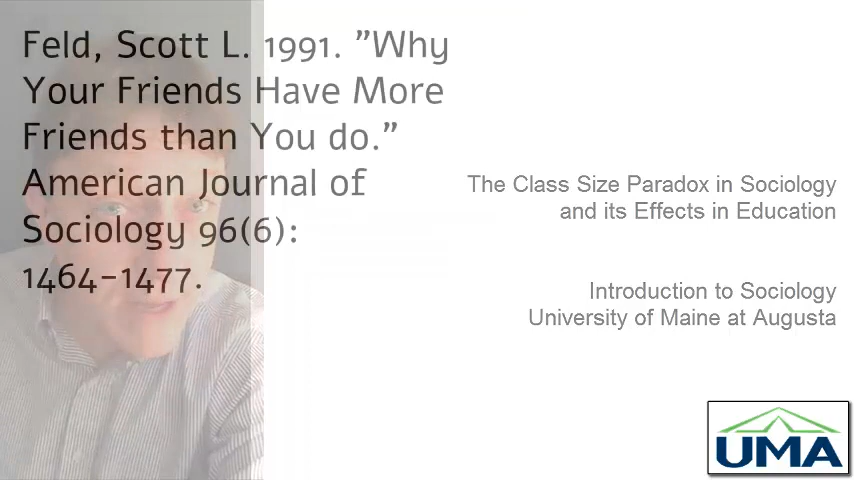 Feld, Scott L. 1991. "Why
Your Friends Have More
Friends than You do."
American Journal of
Sociology 96(6):
1464-1477.
The Class Size Paradox in Sociology
and its Effects in Education
Introduction to Sociology
University of Maine at Augusta
UMA